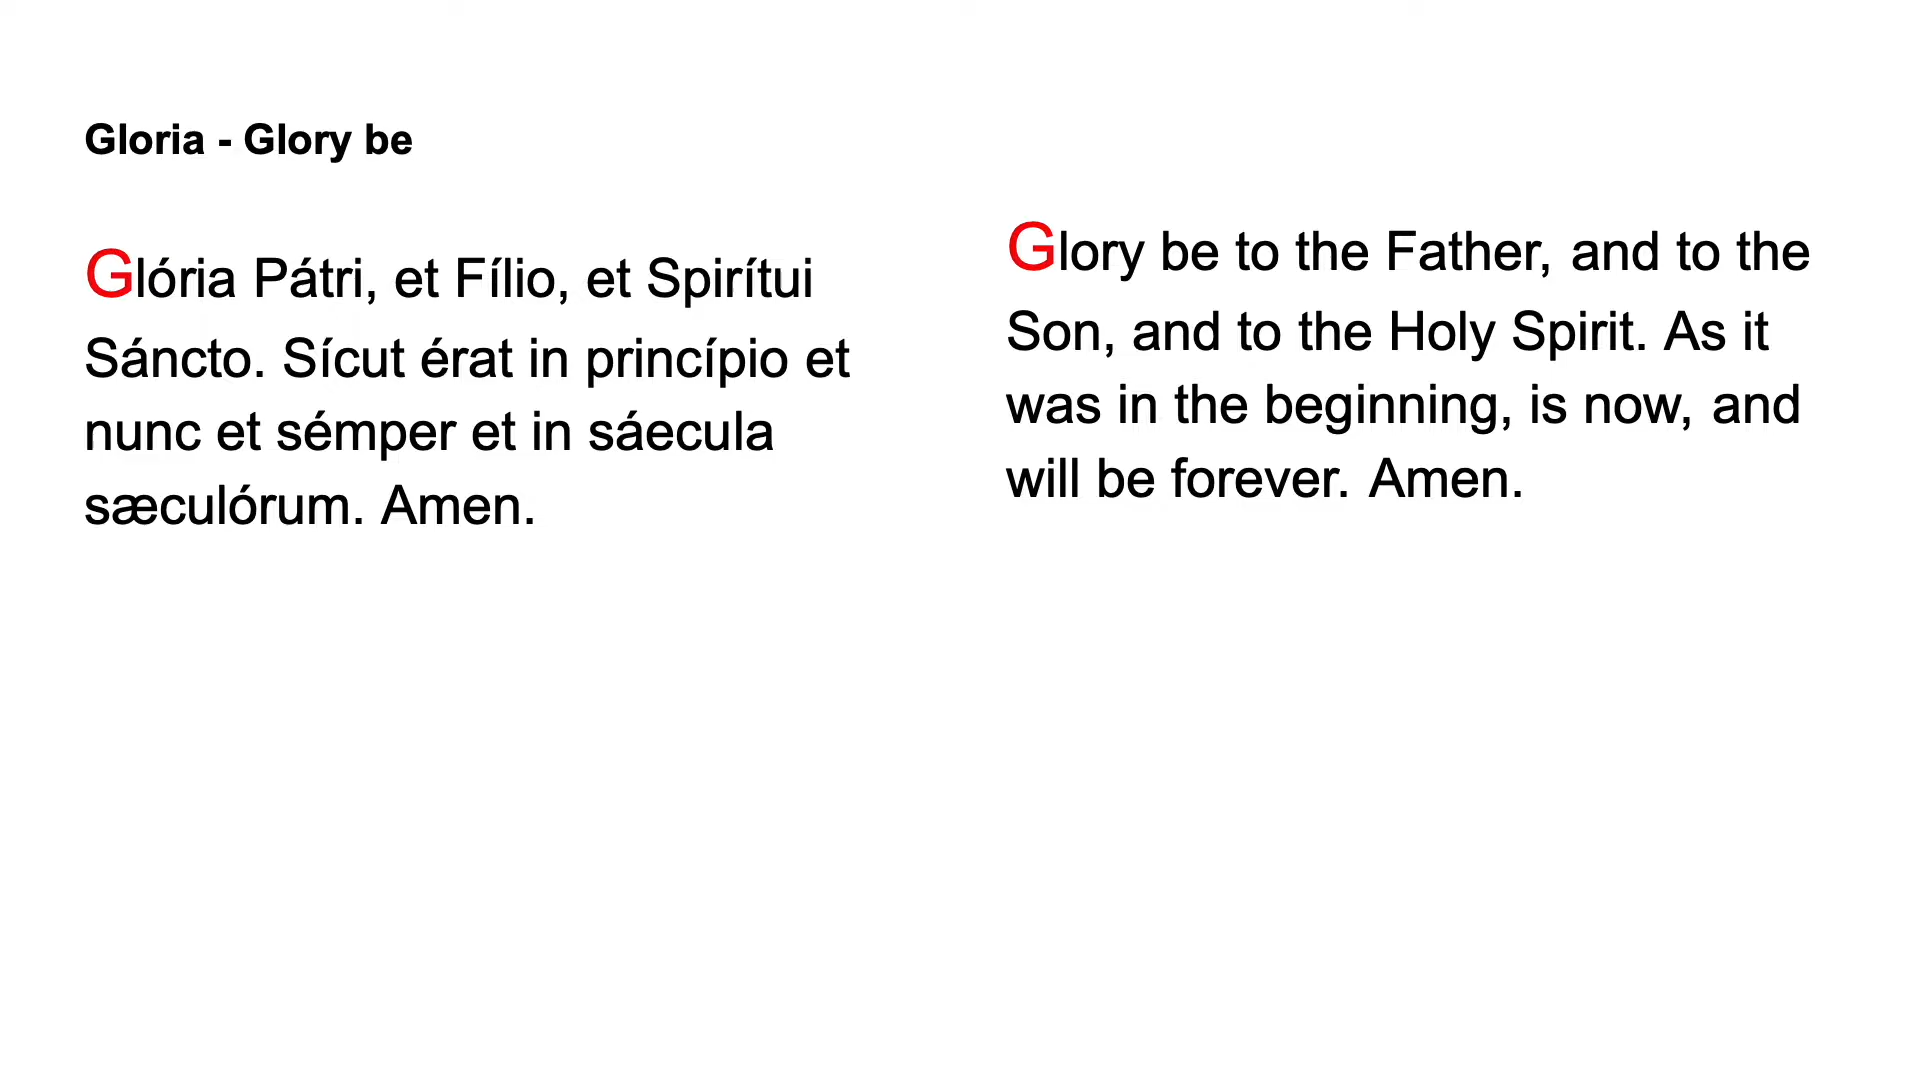 Gloria - Glory be
Glória Pátri, et Fílio, et Spirítui
Sáncto. Sícut érat in princípio et
nunc et sémper et in sáecula
sæculórum. Amen.
Glory be to the Father, and to the
Son, and to the Holy Spirit. As it
was in the beginning, is now, and
will be forever. Amen.